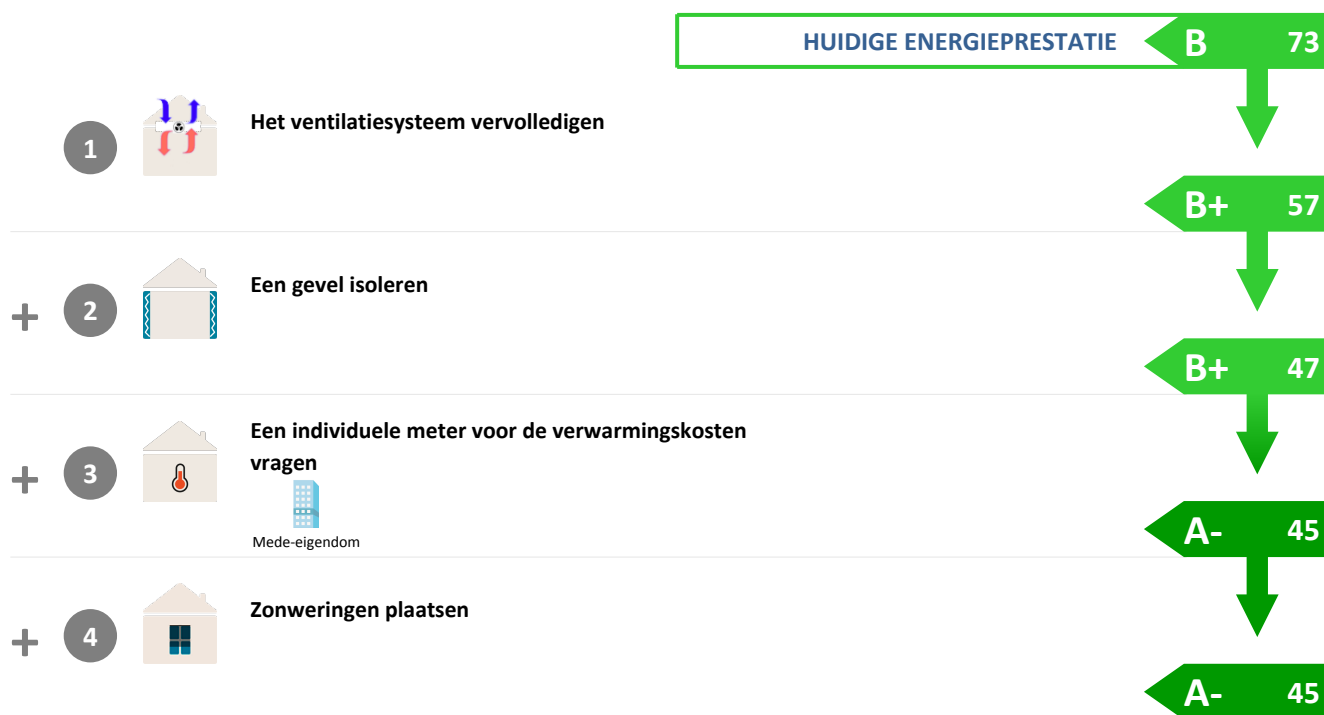 HUIDIGE ENERGIEPRESTATIE B 73
1 Het ventilatiesysteem vervolledigen
B+ 57
+ 2 Een gevel isoleren
B+ 47
Een individuele meter voor de verwarmingskosten
+ 3 vragen
Mede-eigendom
A- 45
+ 4 Zonweringen plaatsen
A- 45